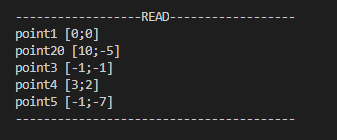 ------------------READ------------------
point1 [0;0]
point20 [10;-5]
point3 [-1;-1]
point4 [3;2]
point5 [-1;-7]
----------------------------------------